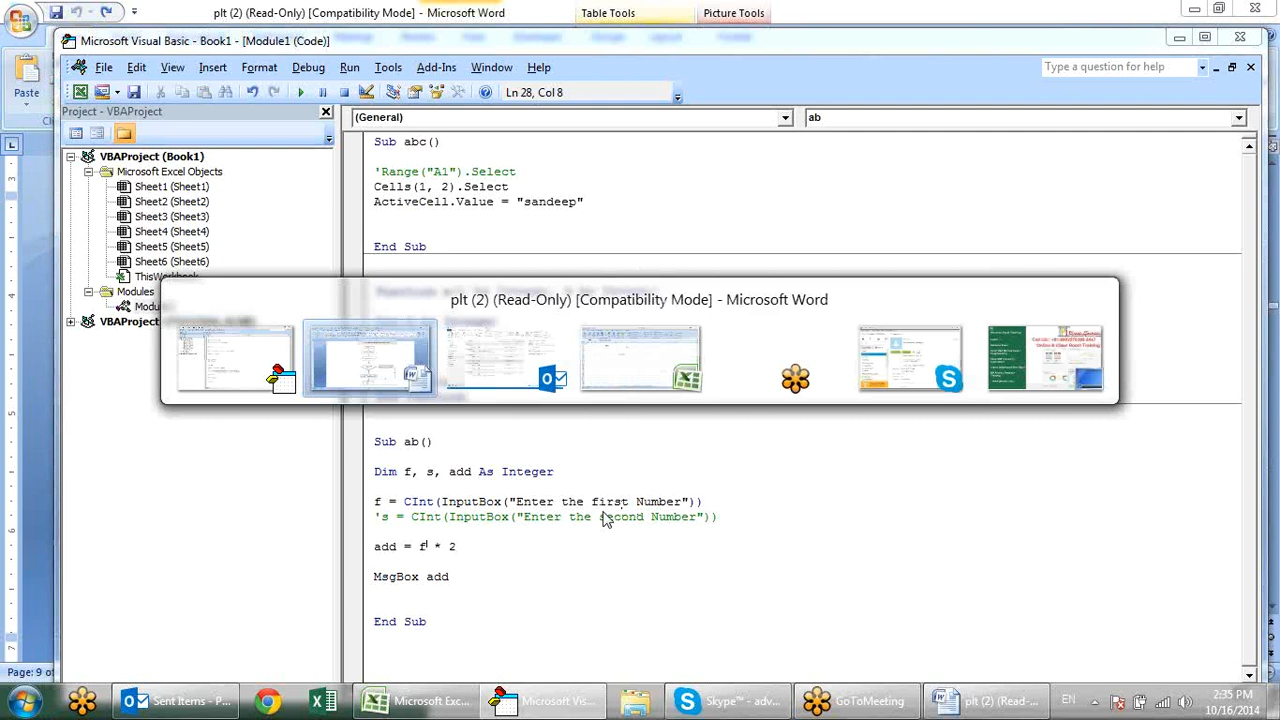 plt (2) (Read-Only) [Compatibility Mode] - Microsoft Word
Table Tools
Picture Tools
Microsoft Visual Basic - Book1 - [Module1 (Code)]
File Edit View Insert Format Debug Run Tools Add-Ins Window Help
Type a question for help
Paste
Ln 28, Col 8
Project - VBAProject
(General)
ab
VBAProject (Book1)
Microsoft Excel Objects
Sheet1 (Sheet1)
Sheet2 (Sheet2)
Sheet3 (Sheet3)
Sheet4 (Sheet4)
Sheet5 (Sheet5)
Sheet6 (Sheet6)
ThisWorkbook
Modules
VBAProject
Sub abc()
'Range("A1").Select
Cells(1, 2).Select
ActiveCell.Value = "sandeep"
End Sub
plt (2) (Read-Only) [Compatibility Mode] - Microsoft Word
Sub ab()
Dim f, s, add As Integer
f = CInt(InputBox("Enter the first Number"))
's = CInt(InputBox("Enter the second Number"))
add = f * 2
MsgBox add
End Sub
Page: 9 of
Sent Items - P...
Microsoft Exc...
Microsoft Vis...
Skype™ - adv...
GoToMeeting
plt (2) (Read-...
EN
2:35 PM
10/16/2014